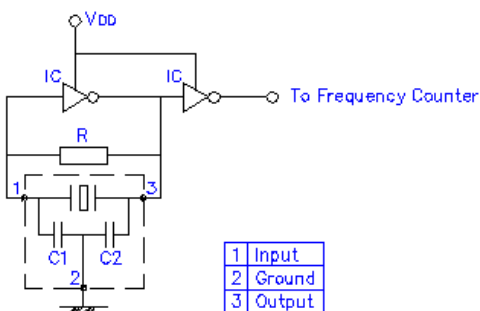 VDD
IC
IC
To Frequency Counter
R
1
3
C1
C2
2
1 Input
2 Ground
3 Output